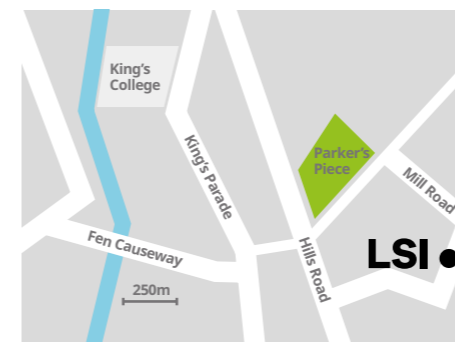 King's
College
King's Parade
Parker's
Piece
Mill Road
Fen Causeway
Hills Road
LSI
250m